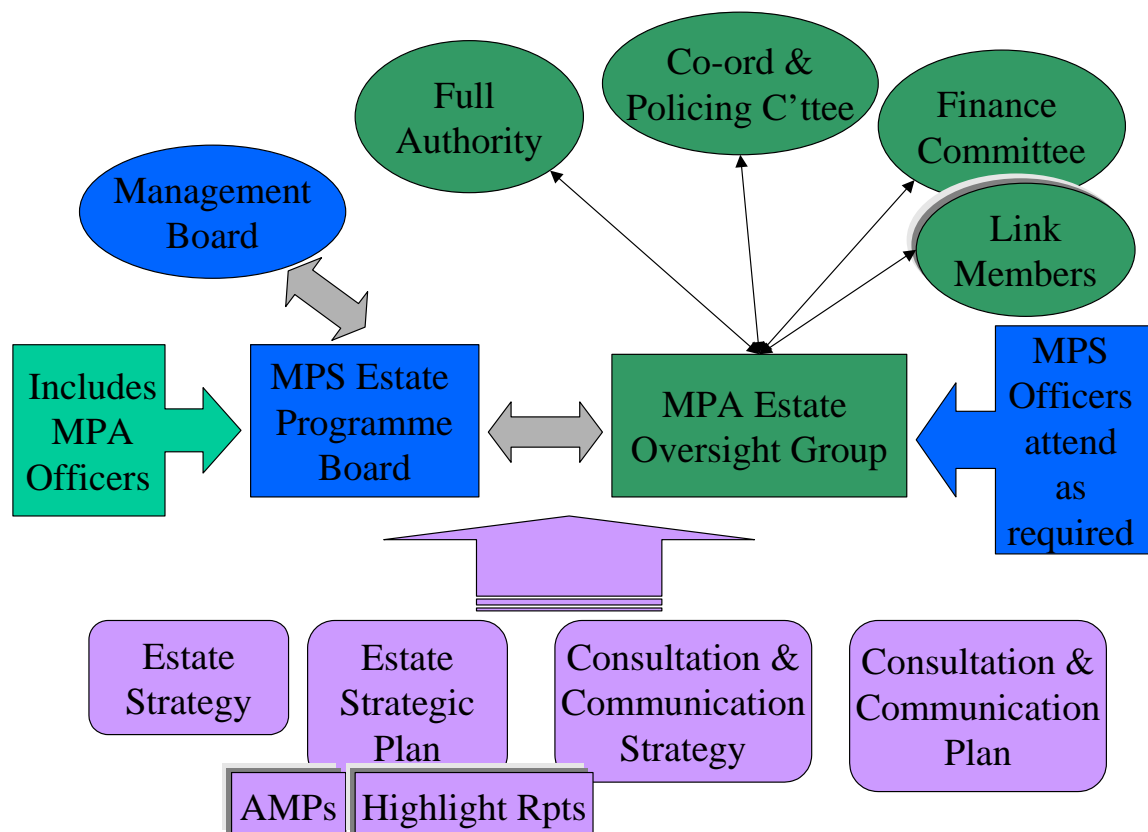 Full
Authority
Co-ord &
Policing C’ttee
Finance
Committee
Link
Members
Management
Board
Includes
MPA
Officers
MPS Estate
Programme
Board
MPA Estate
Oversight Group
MPS
Officers
attend
as
required
Estate
Strategy
Estate
Strategic
Plan
Consultation &
Communication
Strategy
Consultation &
Communication
Plan
AMPs
Highlight Rpts